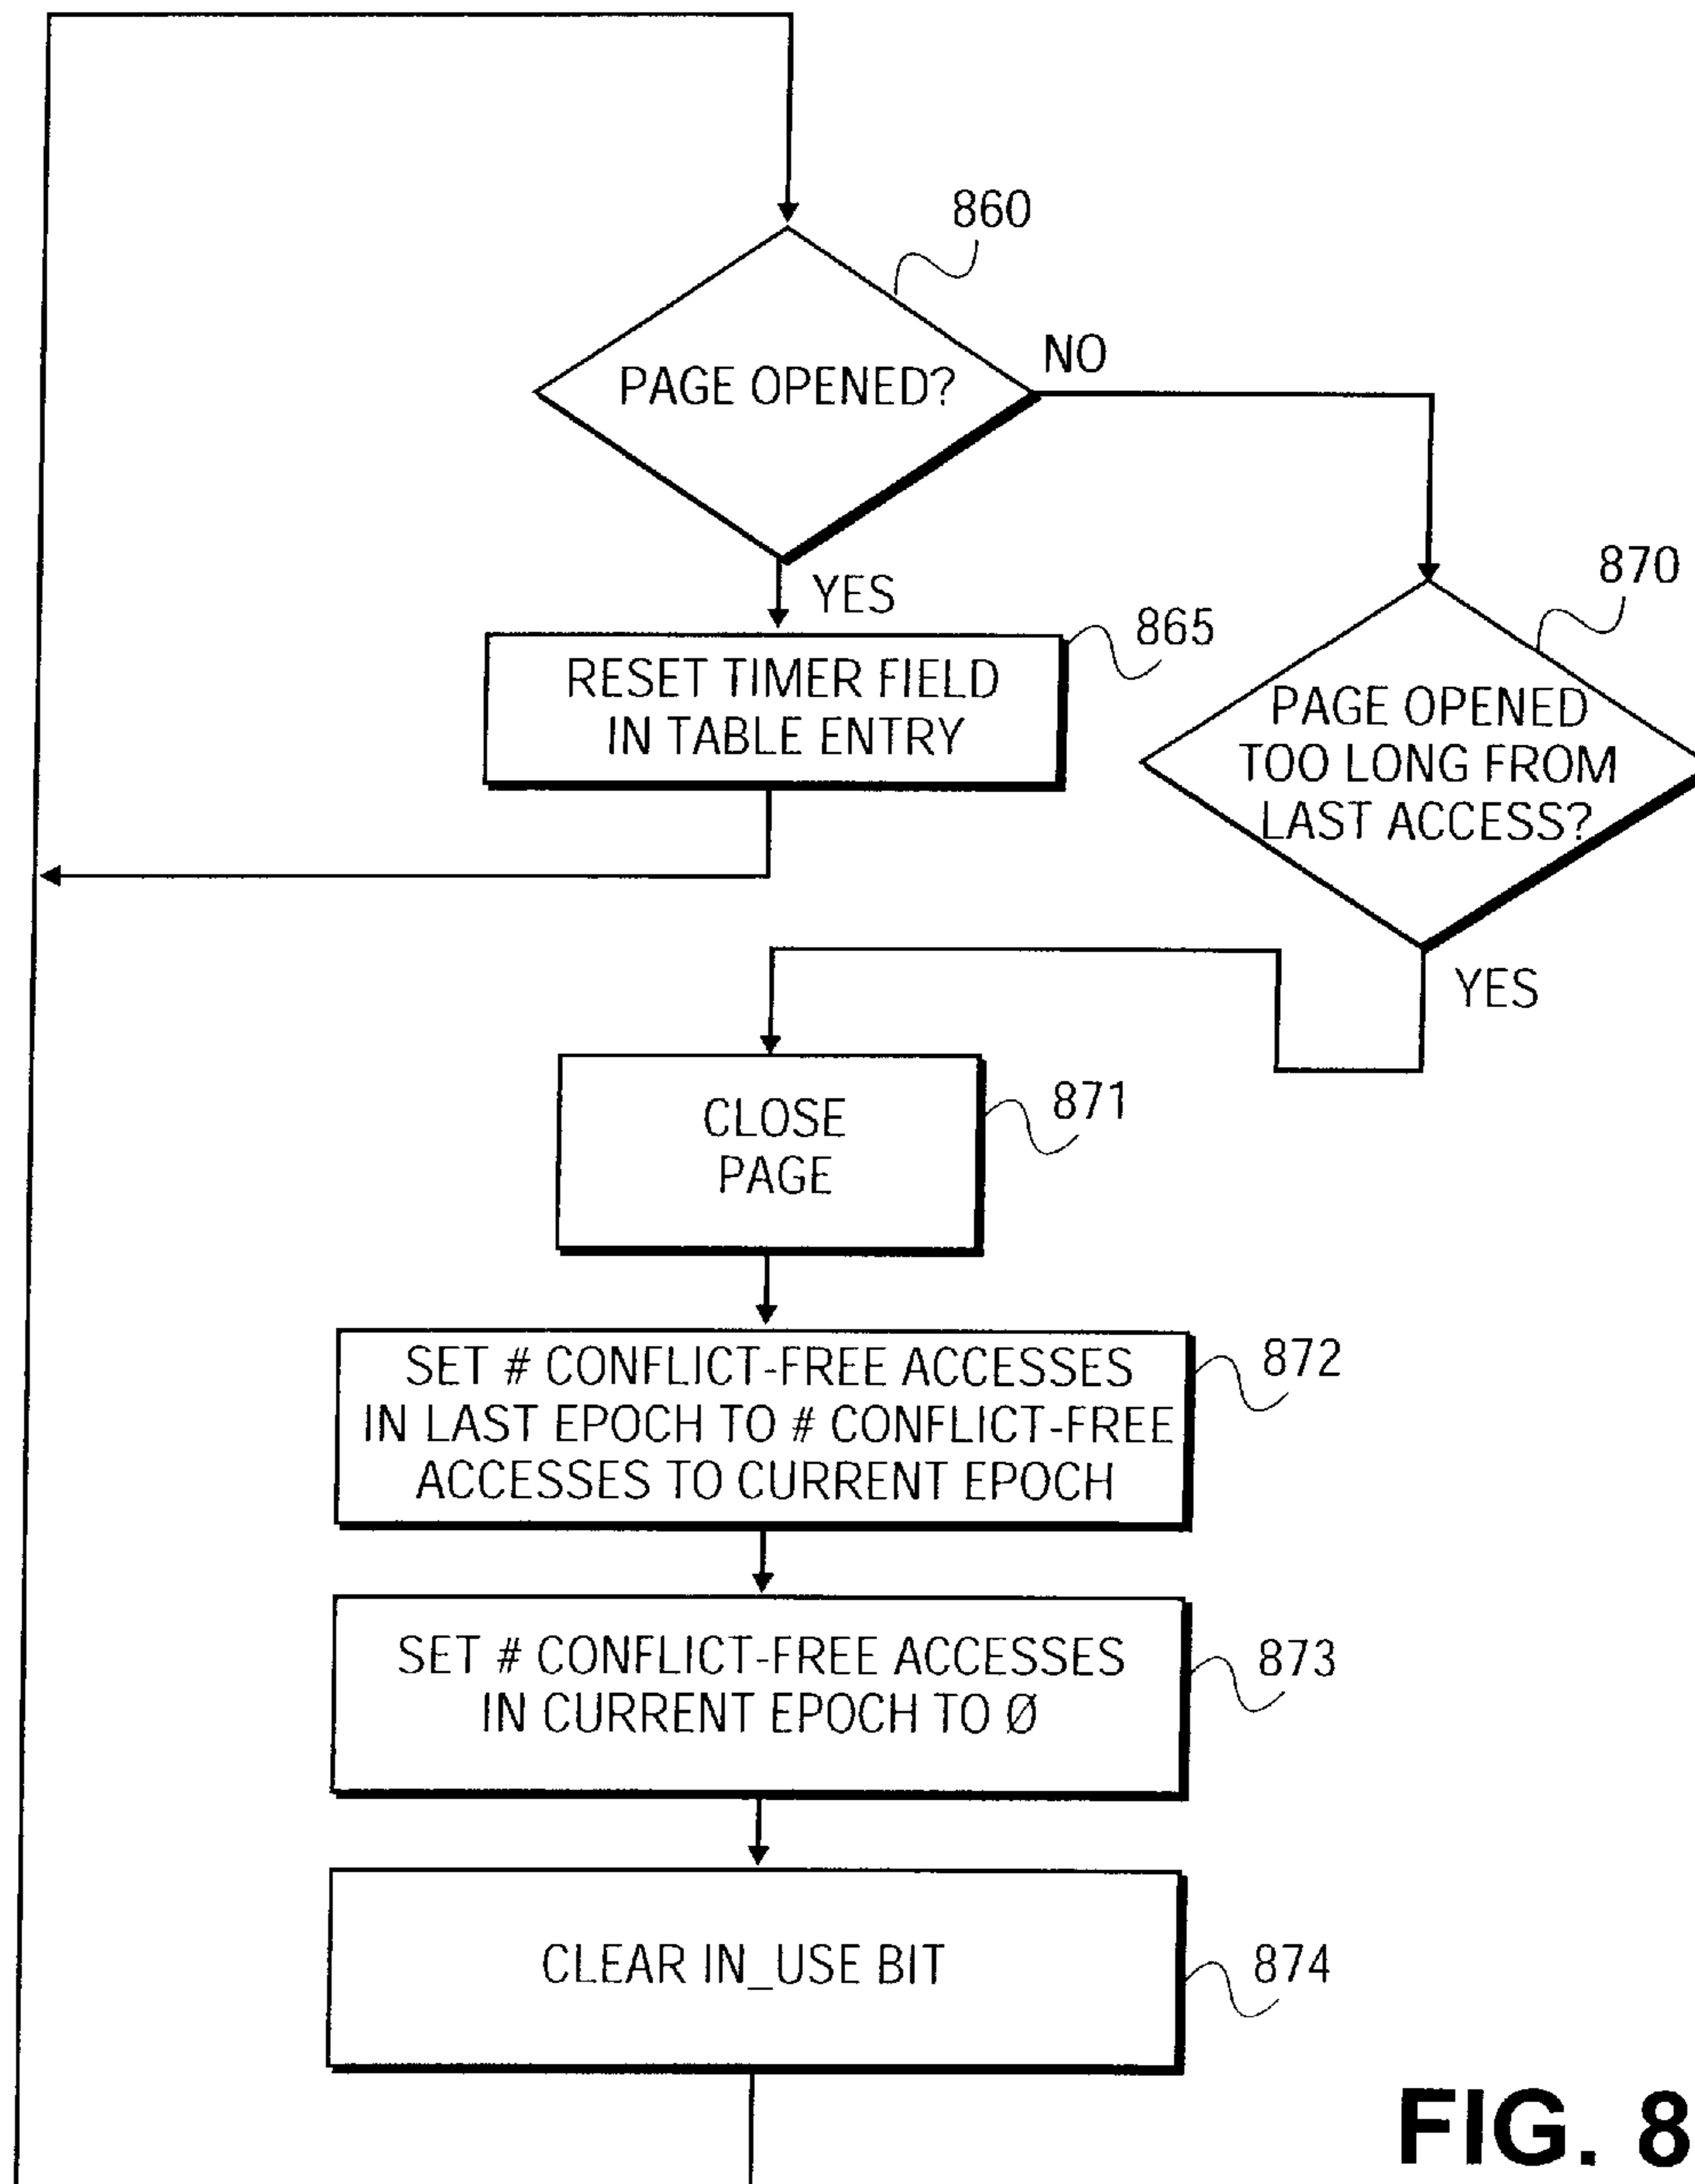 860
PAGE OPENED?
NO
YES
870
865
RESET TIMER FIELD
IN TABLE ENTRY
PAGE OPENED
TOO LONG FROM
LAST ACCESS?
YES
CLOSE
PAGE
871
SET # CONFLICT-FREE ACCESSES
IN LAST EPOCH TO # CONFLICT-FREE
ACCESSES TO CURRENT EPOCH
872
SET # CONFLICT-FREE ACCESSES
IN CURRENT EPOCH TO Ø
873
CLEAR IN_USE BIT
874
FIG. 8